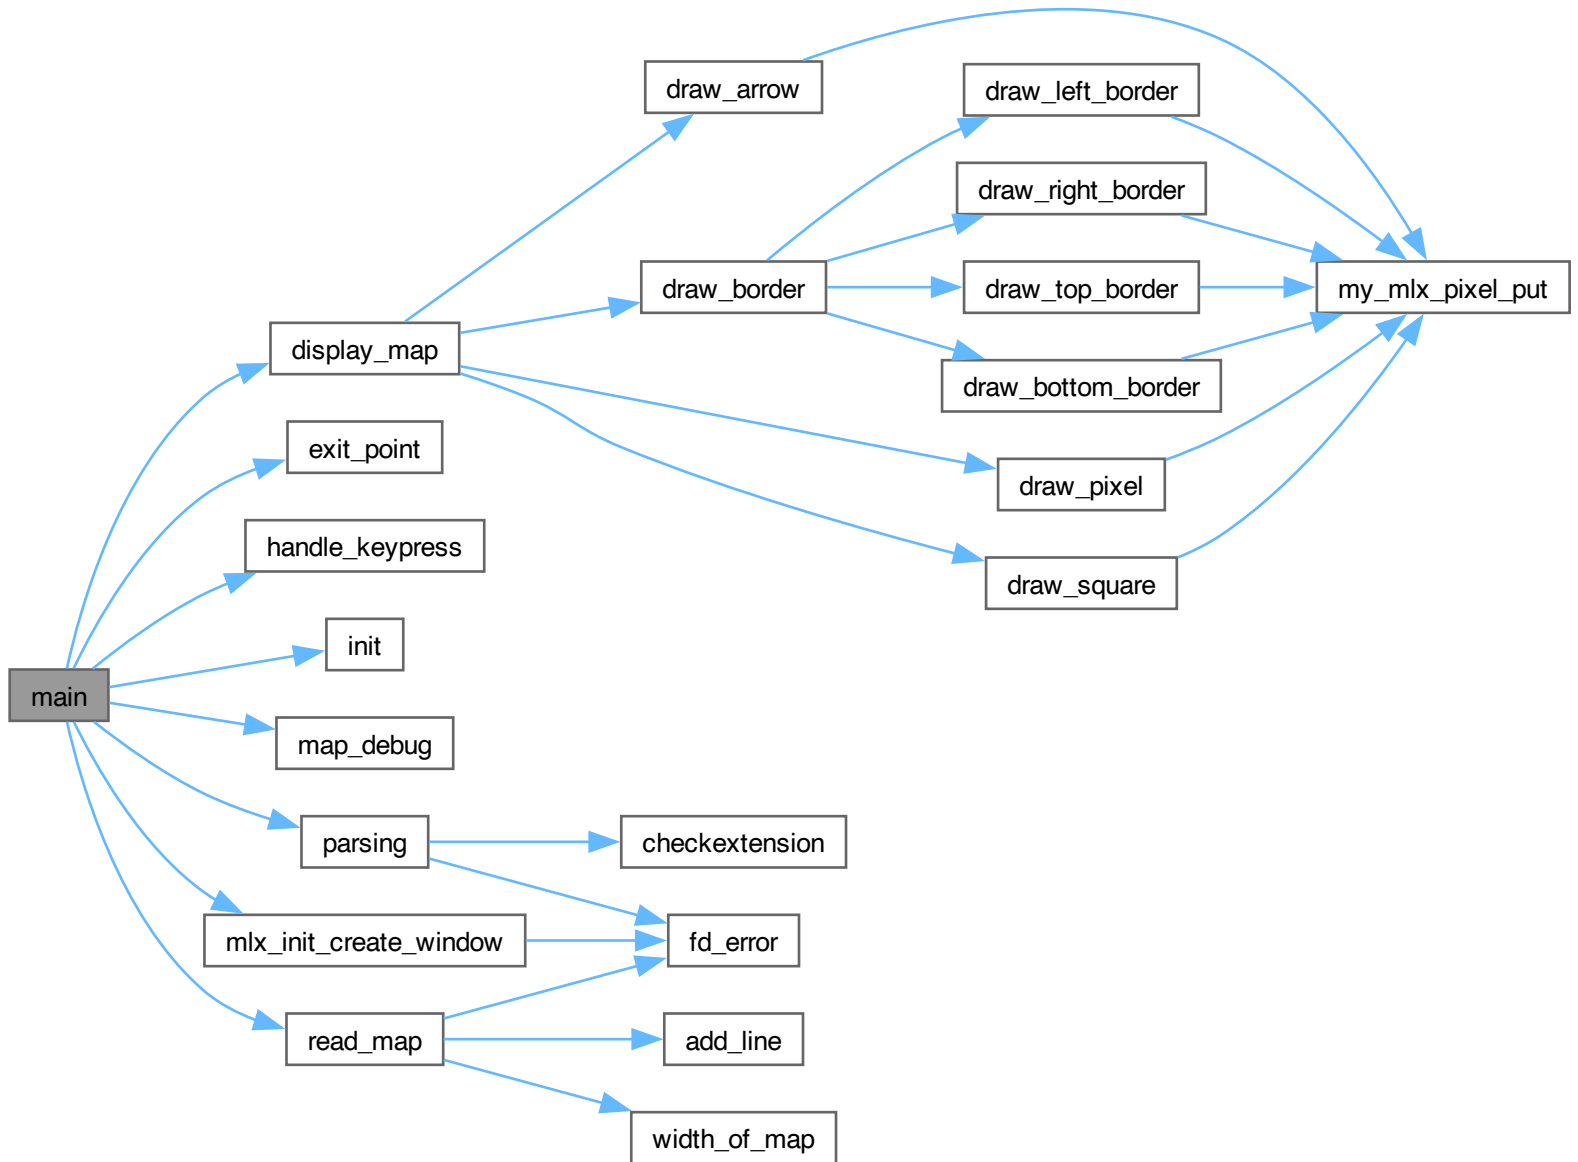 draw_arrow
draw_left_border
draw_right_border
draw_border
draw_top_border
my_mlx_pixel_put
display_map
draw_bottom_border
exit_point
draw_pixel
handle_keypress
draw_square
init
main
map_debug
parsing
checkextension
mlx_init_create_window
fd_error
read_map
add_line
width_of_map